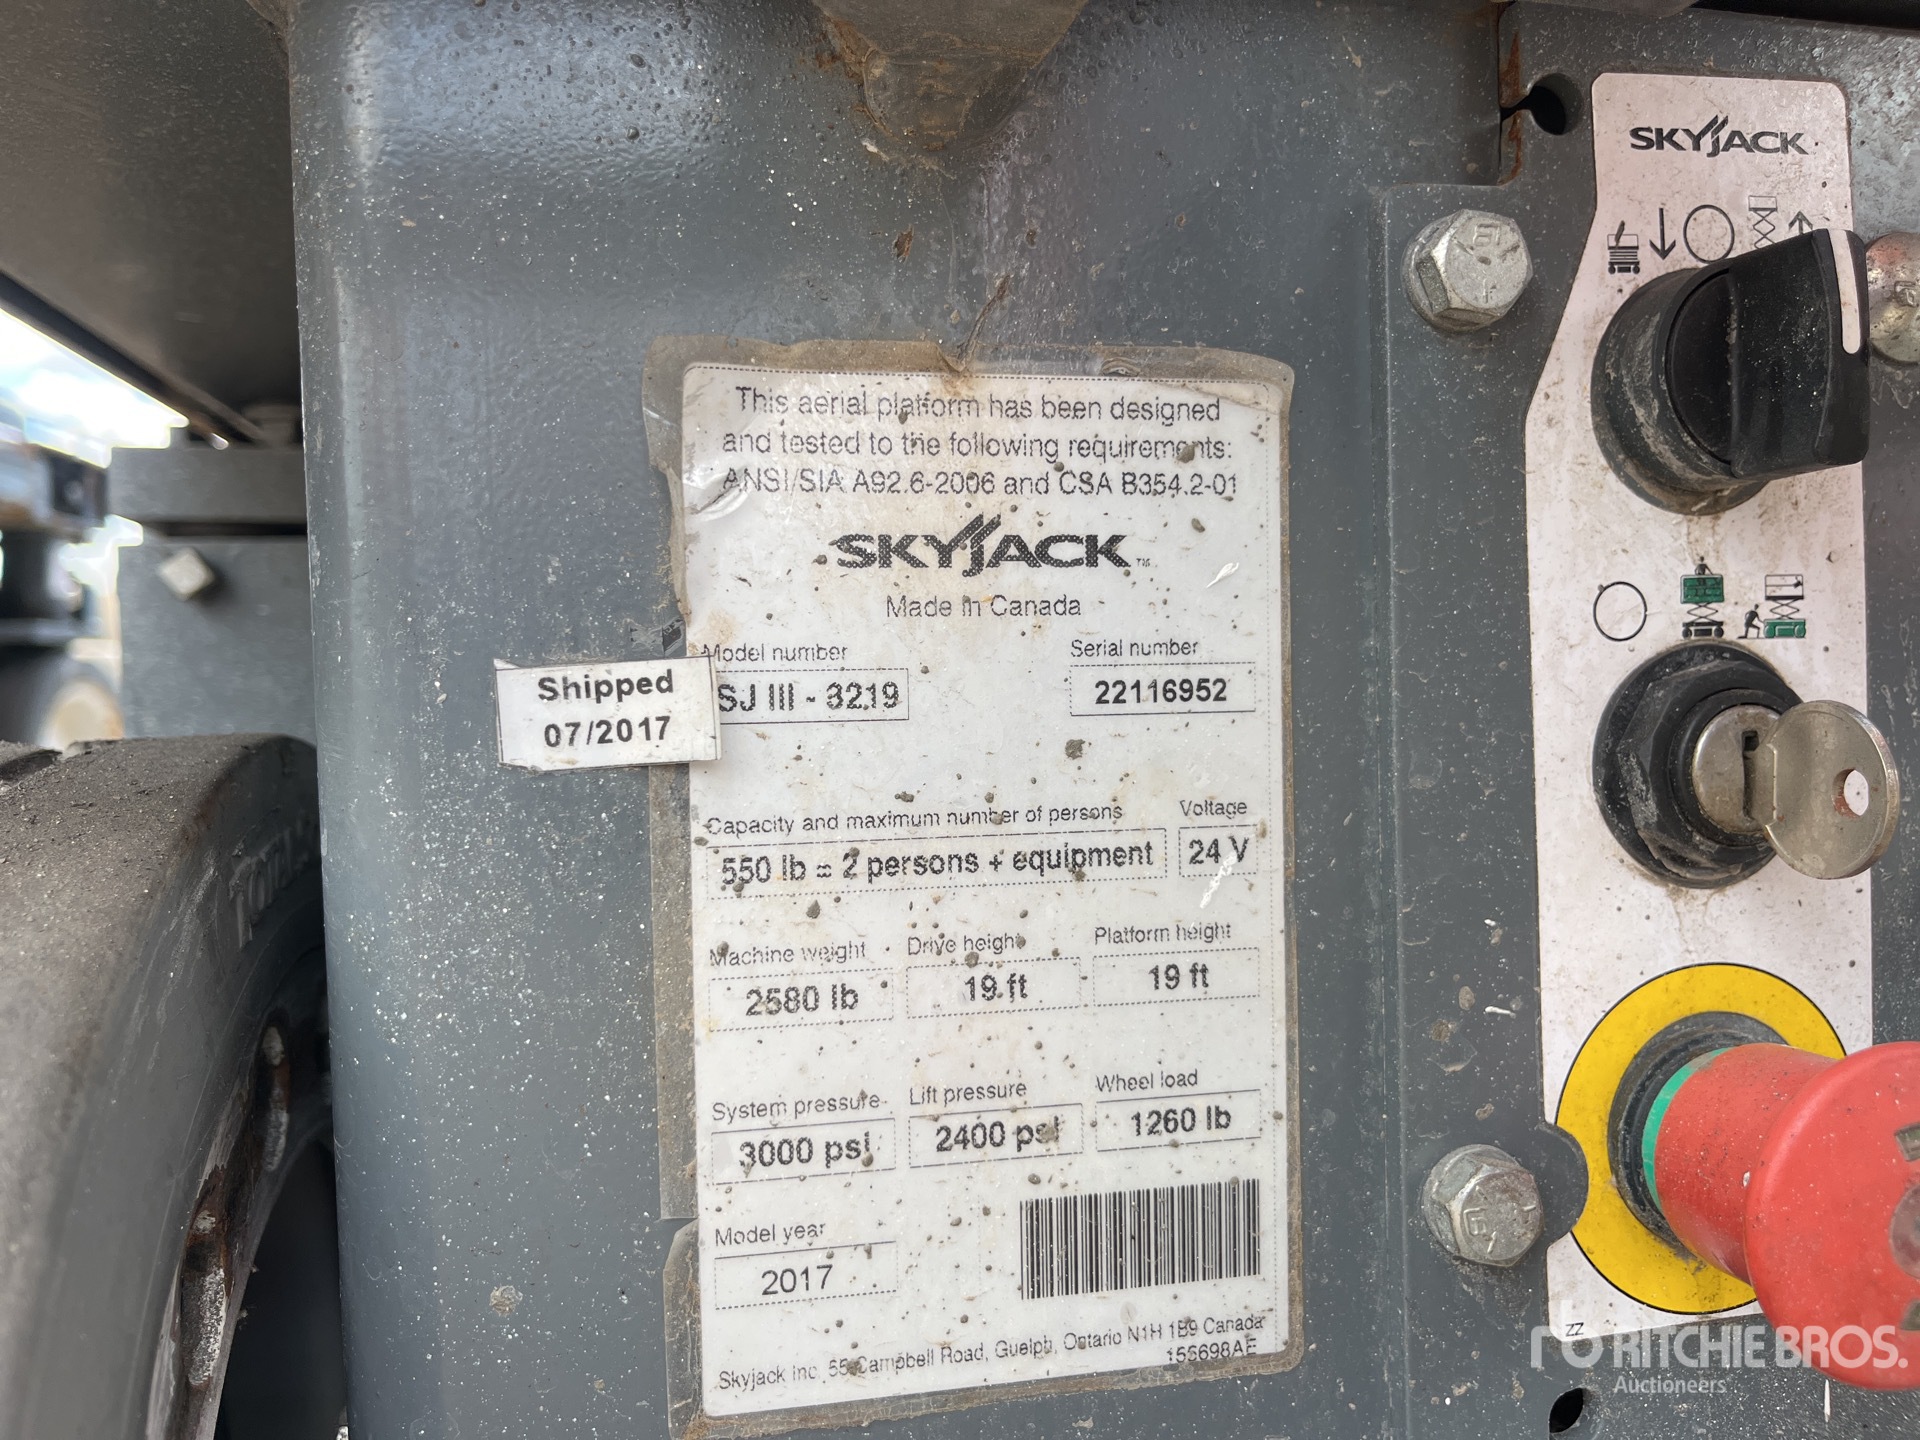 SKYJACK
This aerial platform has been designed
and tested to the following requirements:
ANSI/SIA A92.6-2006 and CSA B354.2-01
SKYJACK™
Made in Canada
Model number Serial number
SJ III - 3219 22116952
Shipped
07/2017
Capacity and maximum number of persons Voltage
550 lb = 2 persons + equipment 24 V
Machine weight Drive height Platform height
2580 lb 19 ft 19 ft
System pressure Lift pressure Wheel load
3000 psi 2400 psi 1260 lb
Model year
2017
Skyjack Inc. 55 Campbell Road, Guelph, Ontario N1H 1B9 Canada
155698AE
ZZ
TOTAL
RITCHIE BROS.
Auctioneers